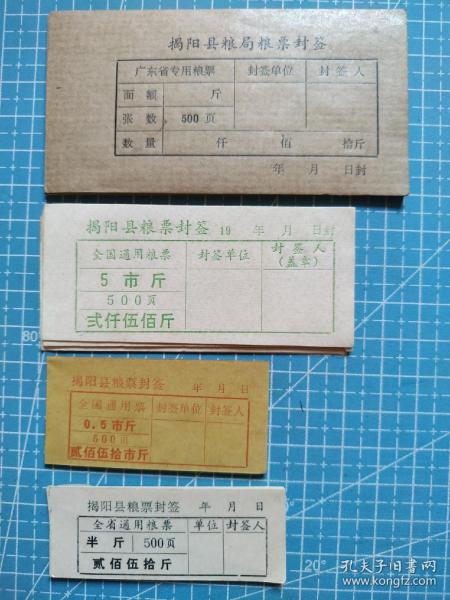 揭阳县粮局粮票封签
广东省专用粮票 封签单位 封签人
面额 斤
张数 500页
数量 仟 佰 拾斤
年 月 日封
揭阳县粮票封签 19 年 月 日封
全国通用粮票 封签单位 封签人
(盖章)
5市斤
500页
弍仟伍佰斤
揭阳县粮票封签 年 月 日
全国通用票 封签单位 封签人
0.5市斤
500页
贰佰伍拾市斤
揭阳县粮票封签 年 月 日
全省通用粮票 单位 封签人
半斤 500页
贰佰伍拾斤
80°
20°
孔夫子旧书网